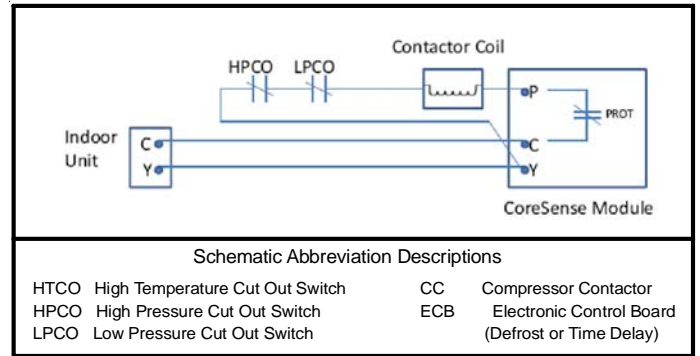 Contactor Coil
HPCO LPCO
P
PROT
Indoor
Unit
C
Y
C
Y
CoreSense Module
Schematic Abbreviation Descriptions
HTCO High Temperature Cut Out Switch
HPCO High Pressure Cut Out Switch
LPCO Low Pressure Cut Out Switch
CC Compressor Contactor
ECB Electronic Control Board
(Defrost or Time Delay)